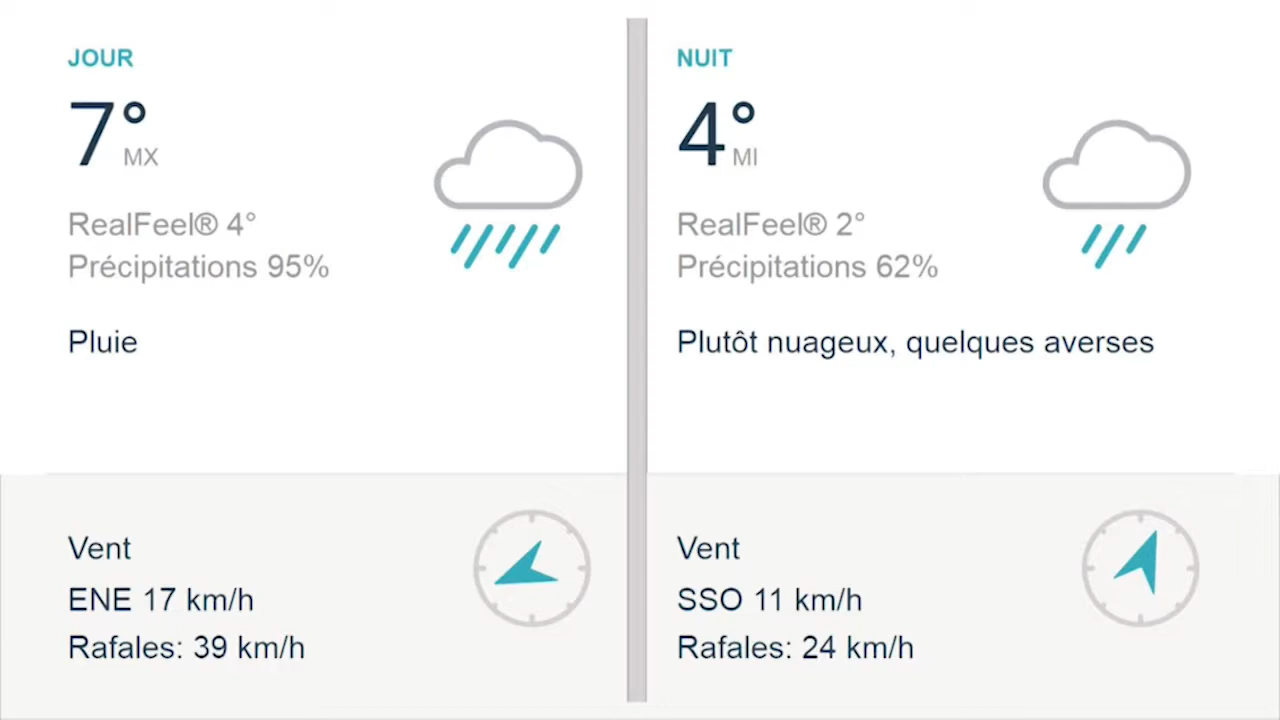 JOUR
7°
MX
RealFeel® 4°
Précipitations 95%
Pluie
Vent
ENE 17 km/h
Rafales: 39 km/h
NUIT
4°
MI
RealFeel® 2°
Précipitations 62%
Plutôt nuageux, quelques averses
Vent
SSO 11 km/h
Rafales: 24 km/h